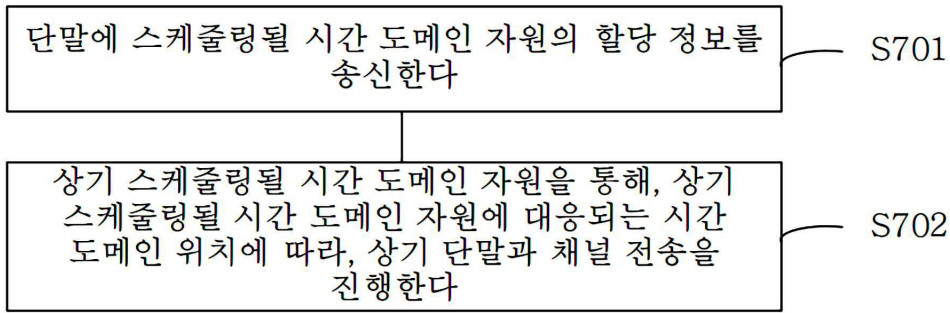 단말에 스케줄링될 시간 도메인 자원의 할당 정보를
송신한다
S701
상기 스케줄링될 시간 도메인 자원을 통해, 상기
스케줄링될 시간 도메인 자원에 대응되는 시간
도메인 위치에 따라, 상기 단말과 채널 전송을
진행한다
S702